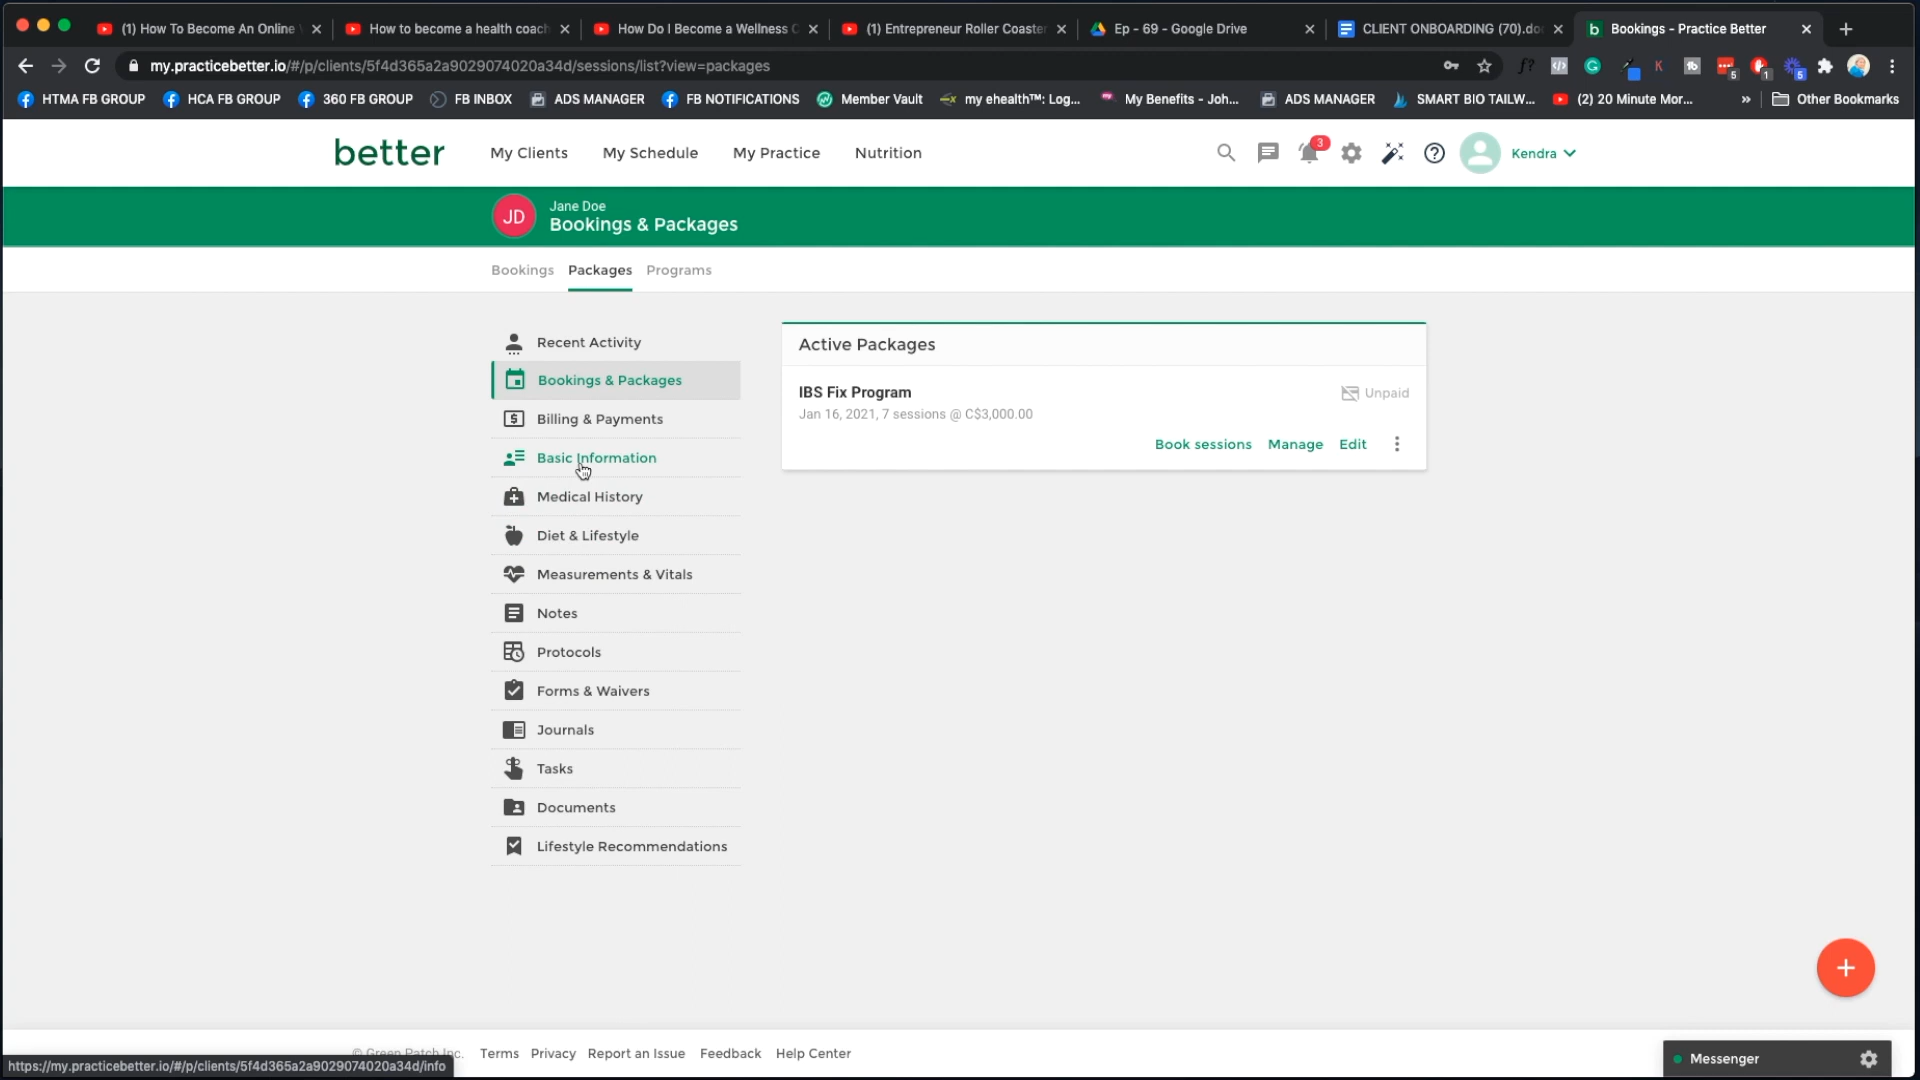 (1) How To Become An Online
How to become a health coach
How Do I Become a Wellness C
(1) Entrepreneur Roller Coaster
Ep - 69 - Google Drive
CLIENT ONBOARDING (70).do
Bookings - Practice Better
my.practicebetter.io/#/p/clients/5f4d365a2a9029074020a34d/sessions/list?view=packages
HTMA FB GROUP
HCA FB GROUP
360 FB GROUP
FB INBOX
ADS MANAGER
FB NOTIFICATIONS
Member Vault
my ehealth™: Log...
My Benefits - Joh...
ADS MANAGER
SMART BIO TAILW...
(2) 20 Minute Mor...
»
Other Bookmarks
better
My Clients
My Schedule
My Practice
Nutrition
3
Kendra
JD
Jane Doe
Bookings & Packages
Bookings
Packages
Programs
Recent Activity
Bookings & Packages
Billing & Payments
Basic Information
Medical History
Diet & Lifestyle
Measurements & Vitals
Notes
Protocols
Forms & Waivers
Journals
Tasks
Documents
Lifestyle Recommendations
Active Packages
IBS Fix Program
Unpaid
Jan 16, 2021, 7 sessions @ C$3,000.00
Book sessions
Manage
Edit
© Green Patch Inc.
Terms
Privacy
Report an Issue
Feedback
Help Center
https://my.practicebetter.io/#/p/clients/5f4d365a2a9029074020a34d/info
Messenger